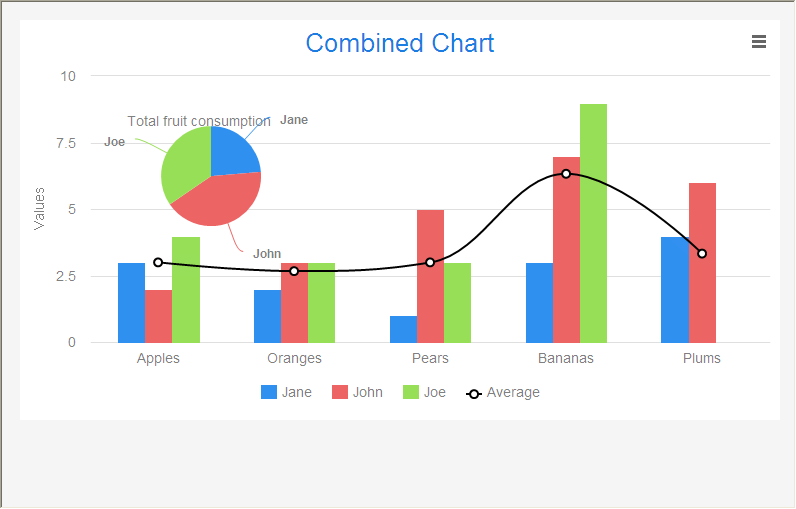 Combined Chart
10
Total fruit consumption
Jane
Joe
7.5
Values
5
John
2.5
0
Apples Oranges Pears Bananas Plums
Jane John Joe Average